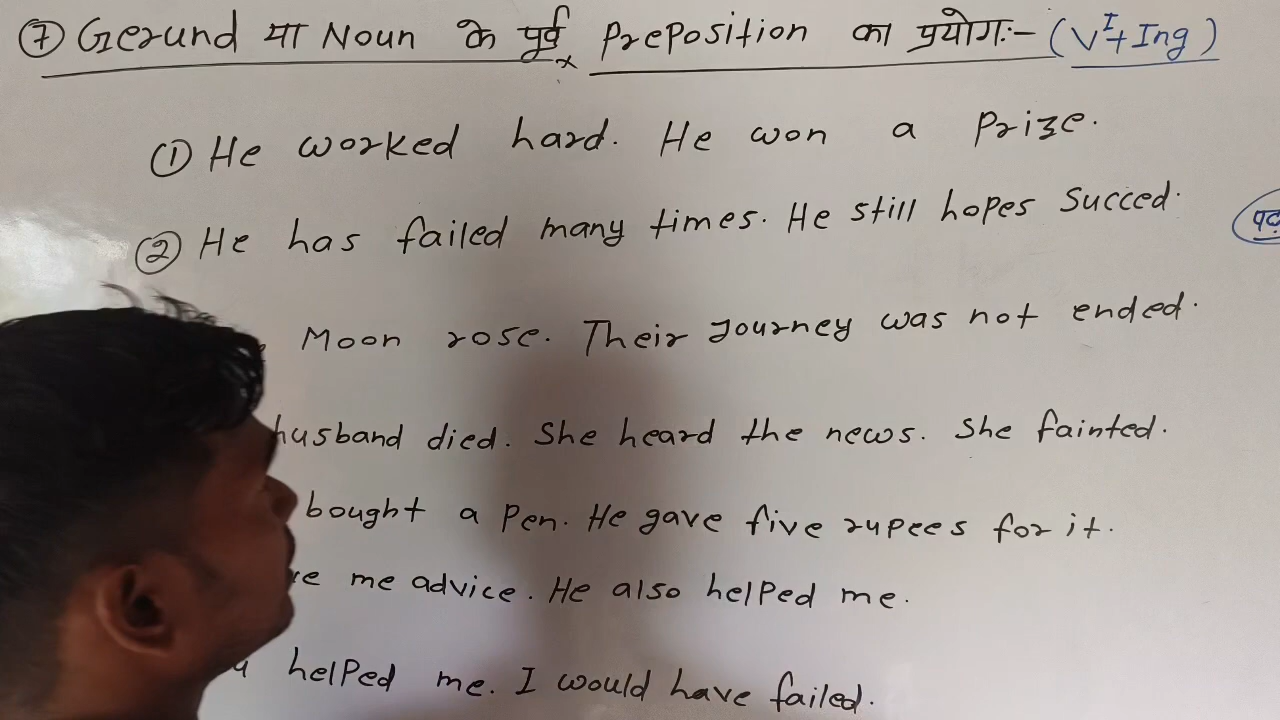 ⑦ Gerund या Noun के पूर्व Preposition का प्रयोगः- (V^I + Ing)
① He worked hard. He won a Prize.
② He has failed many times. He still hopes Succed.
Moon rose. Their Journey was not ended.
husband died. She heard the news. She fainted.
bought a Pen. He gave five rupees for it.
me advice. He also helped me.
helped me. I would have failed.